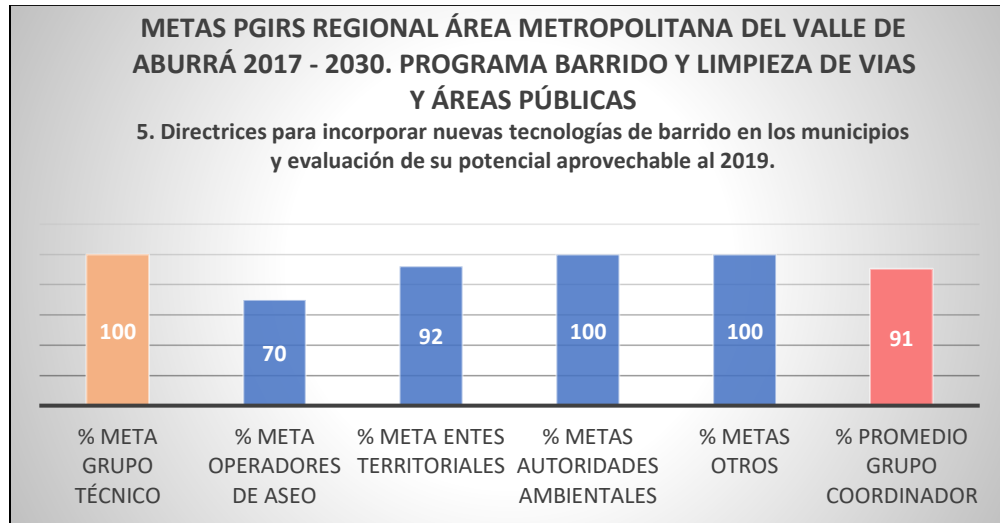 METAS PGIRS REGIONAL ÁREA METROPOLITANA DEL VALLE DE
ABURRÁ 2017 - 2030. PROGRAMA BARRIDO Y LIMPIEZA DE VIAS
Y ÁREAS PÚBLICAS
5. Directrices para incorporar nuevas tecnologías de barrido en los municipios
y evaluación de su potencial aprovechable al 2019.
100
70
92
100
100
91
% META
GRUPO
TÉCNICO
% META
OPERADORES
DE ASEO
% META ENTES
TERRITORIALES
% METAS
AUTORIDADES
AMBIENTALES
% METAS
OTROS
% PROMEDIO
GRUPO
COORDINADOR